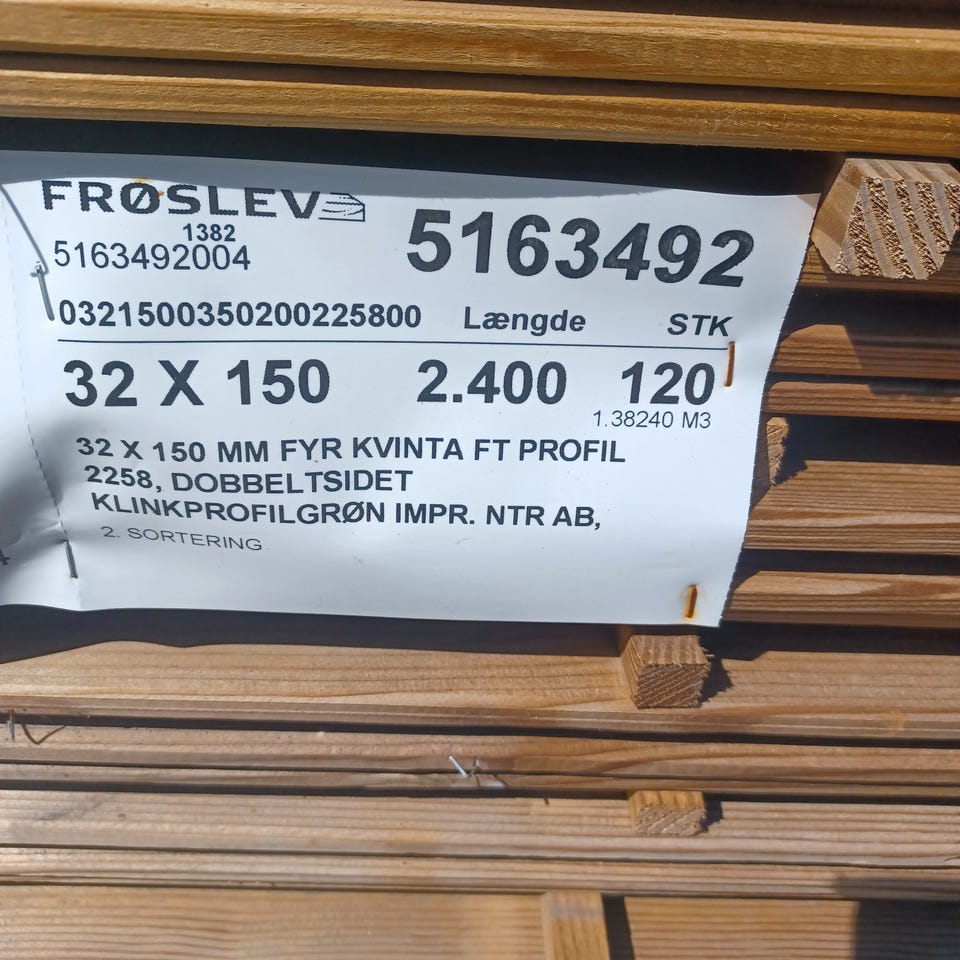 FRØSLEV
1382
5163492004
5163492
0321500350200225800 Længde STK
32 X 150 2.400 120
1.38240 M3
32 X 150 MM FYR KVINTA FT PROFIL
2258, DOBBELTSIDET
KLINKPROFILGRØN IMPR. NTR AB,
2. SORTERING